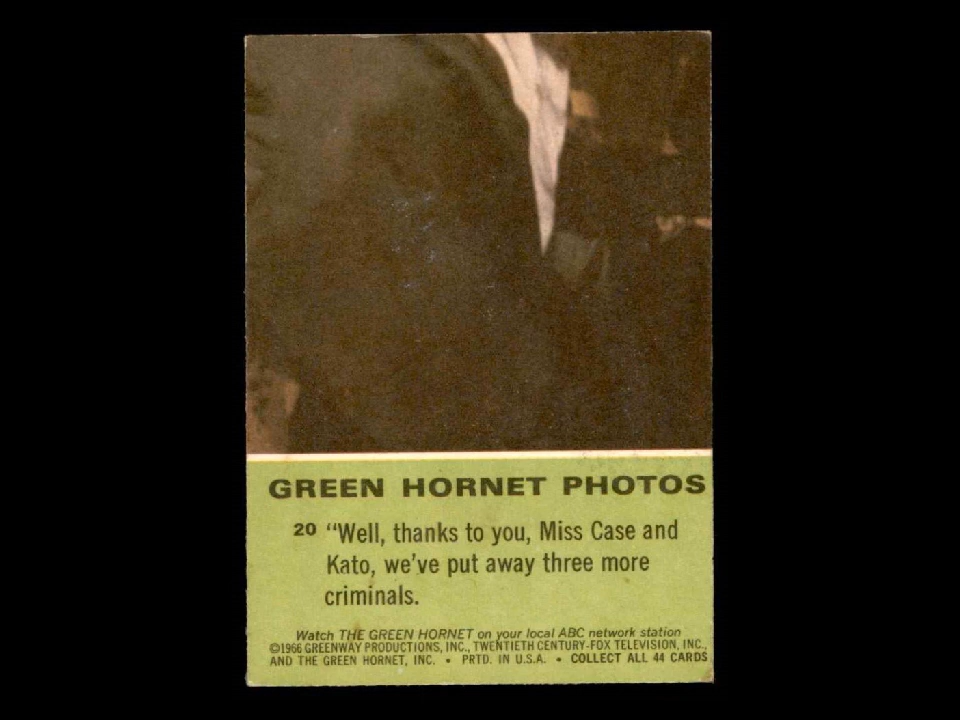 GREEN HORNET PHOTOS
20 "Well, thanks to you, Miss Case and
Kato, we've put away three more
criminals.
Watch THE GREEN HORNET on your local ABC network station
©1966 GREENWAY PRODUCTIONS, INC., TWENTIETH CENTURY-FOX TELEVISION, INC.,
AND THE GREEN HORNET, INC. • PRTD. IN U.S.A. • COLLECT ALL 44 CARDS